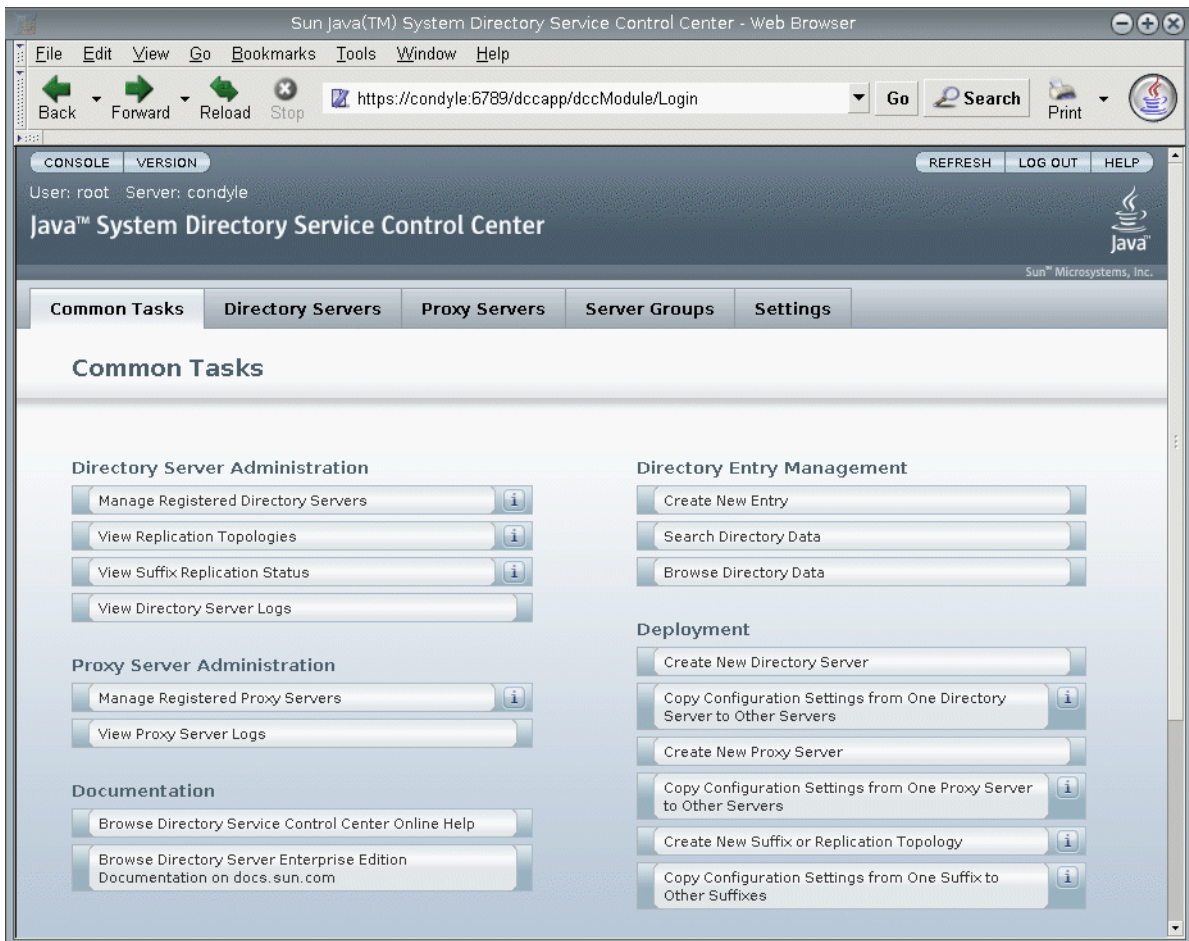 Sun Java(TM) System Directory Service Control Center - Web Browser
File Edit View Go Bookmarks Tools Window Help
Back Forward Reload Stop https://condyle:6789/dccapp/dccModule/Login Go Search Print
CONSOLE VERSION REFRESH LOG OUT HELP
User: root Server: condyle
Java™ System Directory Service Control Center
Java™
Sun™ Microsystems, Inc.
Common Tasks Directory Servers Proxy Servers Server Groups Settings
Common Tasks
Directory Server Administration
Manage Registered Directory Servers i
View Replication Topologies i
View Suffix Replication Status i
View Directory Server Logs
Proxy Server Administration
Manage Registered Proxy Servers i
View Proxy Server Logs
Documentation
Browse Directory Service Control Center Online Help
Browse Directory Server Enterprise Edition
Documentation on docs.sun.com
Directory Entry Management
Create New Entry
Search Directory Data
Browse Directory Data
Deployment
Create New Directory Server
Copy Configuration Settings from One Directory i
Server to Other Servers
Create New Proxy Server
Copy Configuration Settings from One Proxy Server i
to Other Servers
Create New Suffix or Replication Topology i
Copy Configuration Settings from One Suffix to i
Other Suffixes